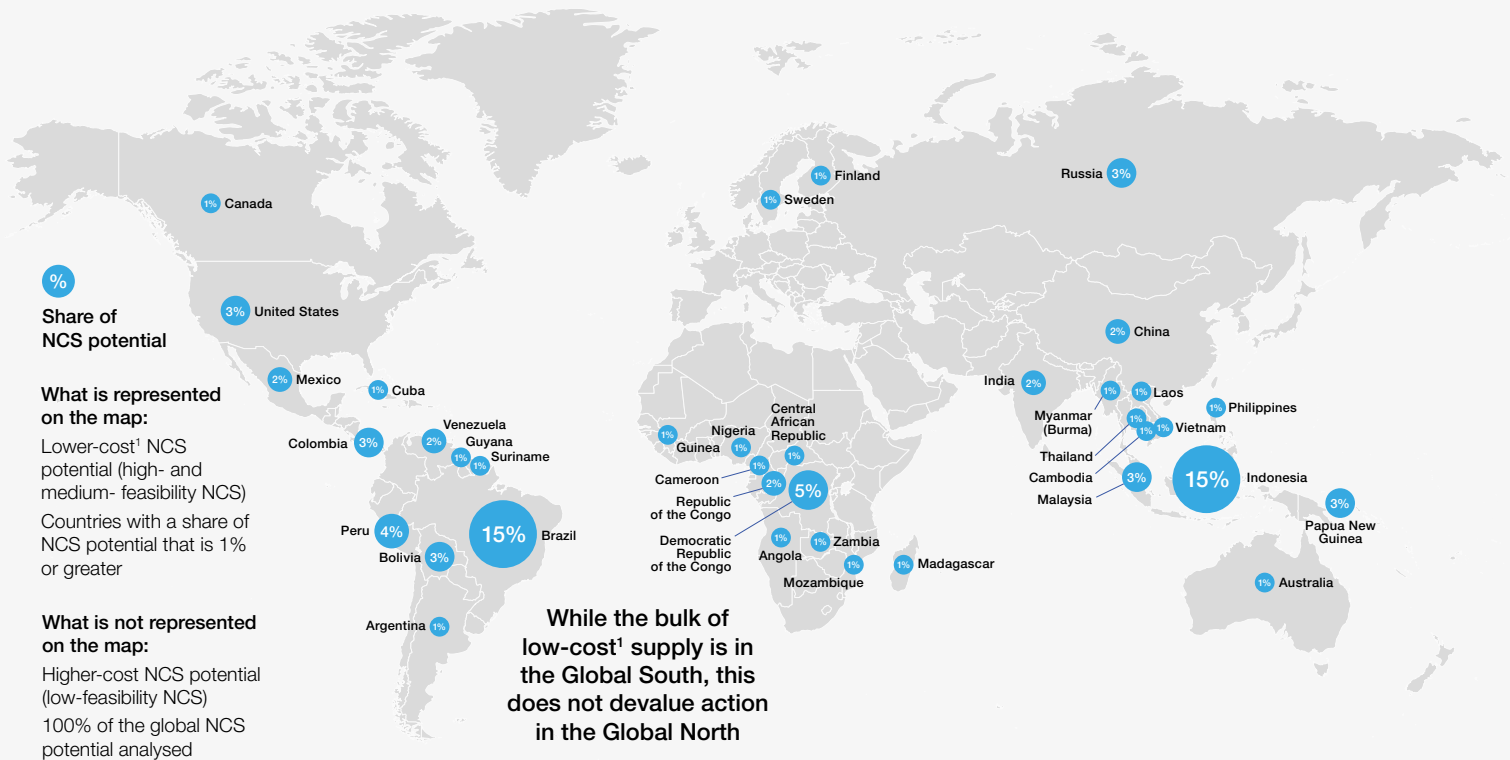 1%
Canada
%
Share of
NCS potential
What is represented
on the map:
Lower-cost¹ NCS
potential (high- and
medium- feasibility NCS)
Countries with a share of
NCS potential that is 1%
or greater
What is not represented
on the map:
Higher-cost NCS potential
(low-feasibility NCS)
100% of the global NCS
potential analysed
3%
United States
2%
Mexico
1%
Cuba
Colombia
3%
Venezuela
2%
Guyana
1%
Suriname
1%
Peru
4%
15%
Brazil
Bolivia
3%
Argentina
1%
While the bulk of
low-cost¹ supply is in
the Global South, this
does not devalue action
in the Global North
1%
Finland
1%
Sweden
Russia
3%
2%
China
1%
Guinea
Nigeria
1%
Central
African
Republic
1%
Cameroon
1%
Republic
of the Congo
2%
Democratic
Republic
of the Congo
5%
1%
Angola
1%
Zambia
1%
Mozambique
1%
Madagascar
India
2%
1%
Myanmar
(Burma)
1%
Laos
1%
Philippines
1%
Thailand
1%
Cambodia
1%
Vietnam
3%
Malaysia
15%
Indonesia
3%
Papua New
Guinea
1%
Australia